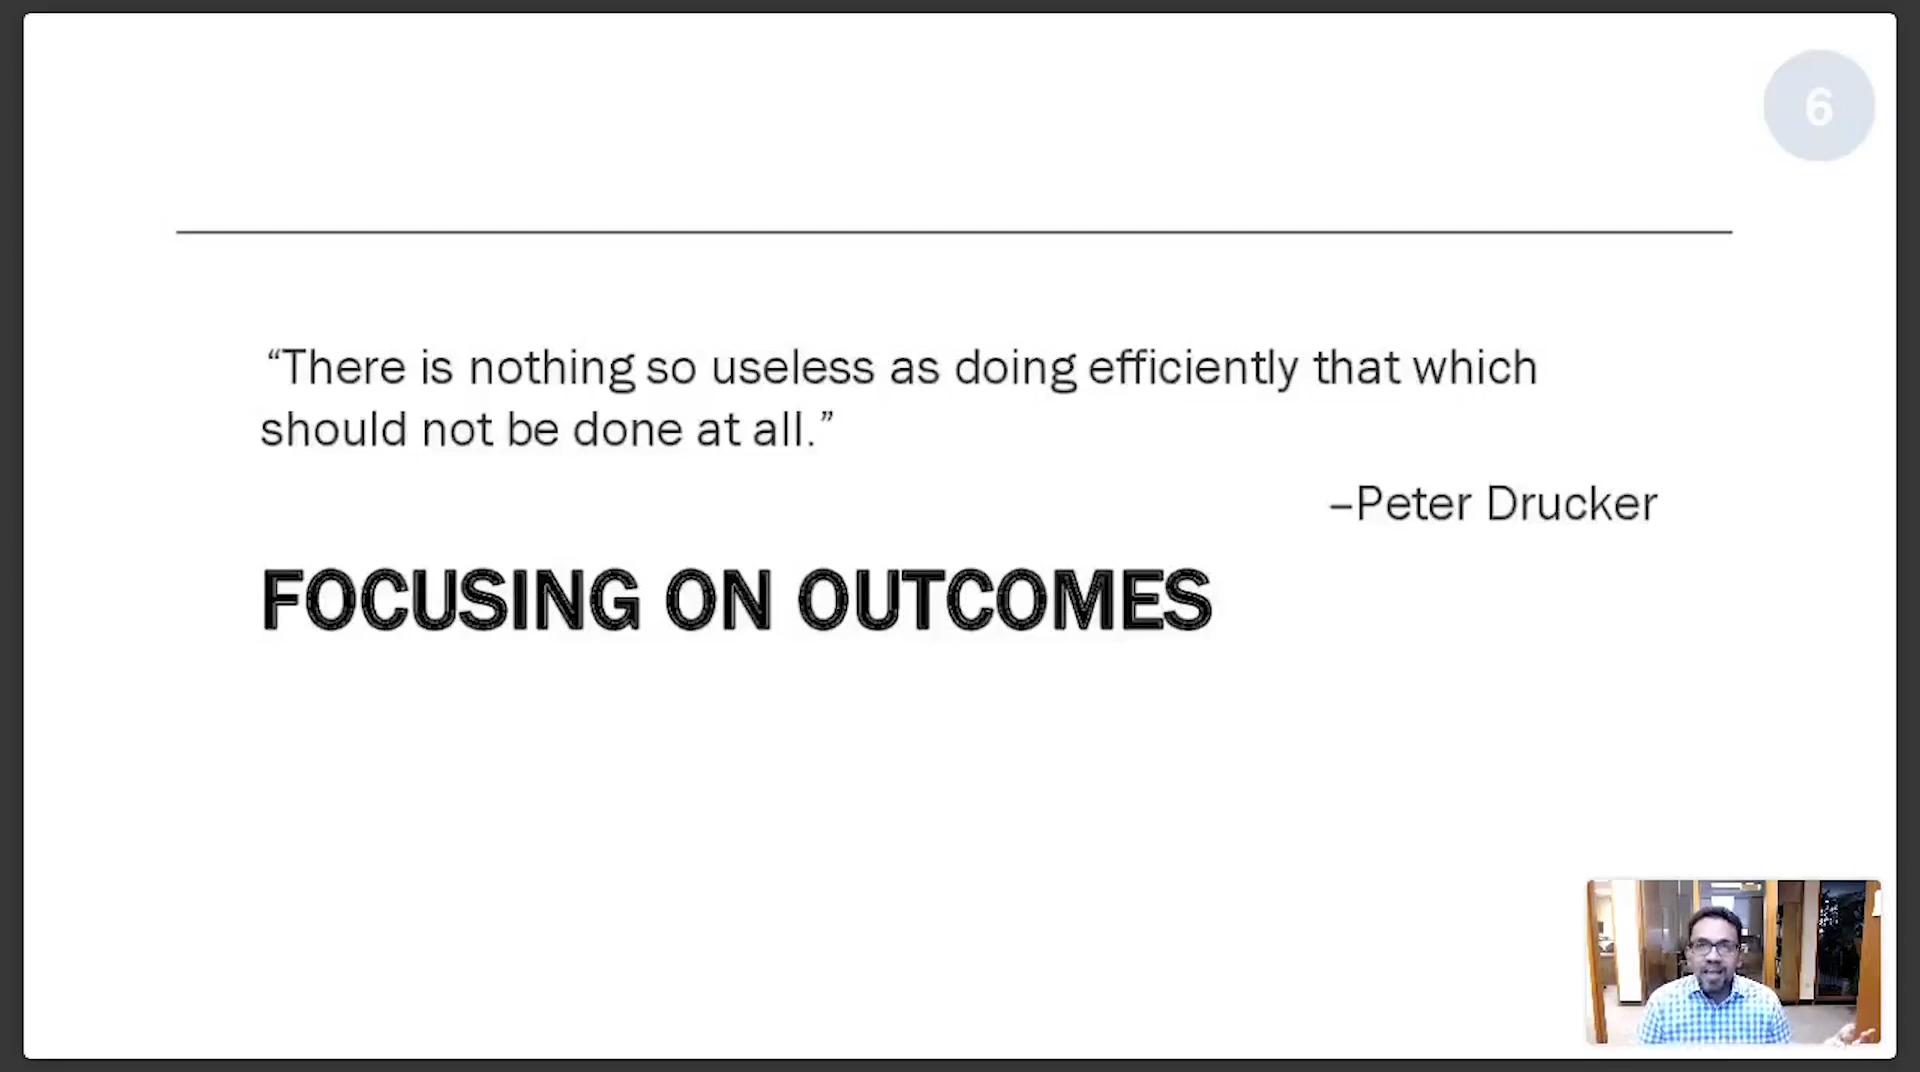 6
“There is nothing so useless as doing efficiently that which
should not be done at all.”
–Peter Drucker
FOCUSING ON OUTCOMES